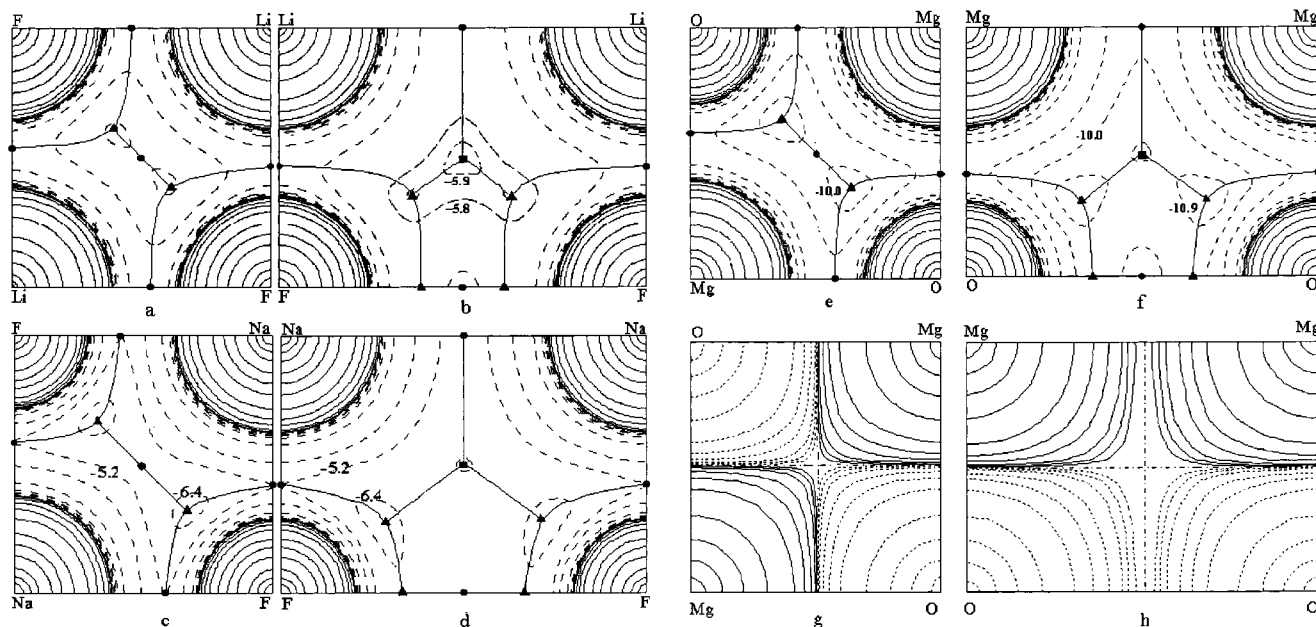 F Li Li Li O Mg Mg Mg
-5.9
-5.8
-10.0
-10.0
-10.9
Li F F F Mg O O O
a b e f
F Na Na Na O Mg Mg Mg
-5.2 -6.4 -5.2 -6.4
Na F F F Mg O O O
c d g h